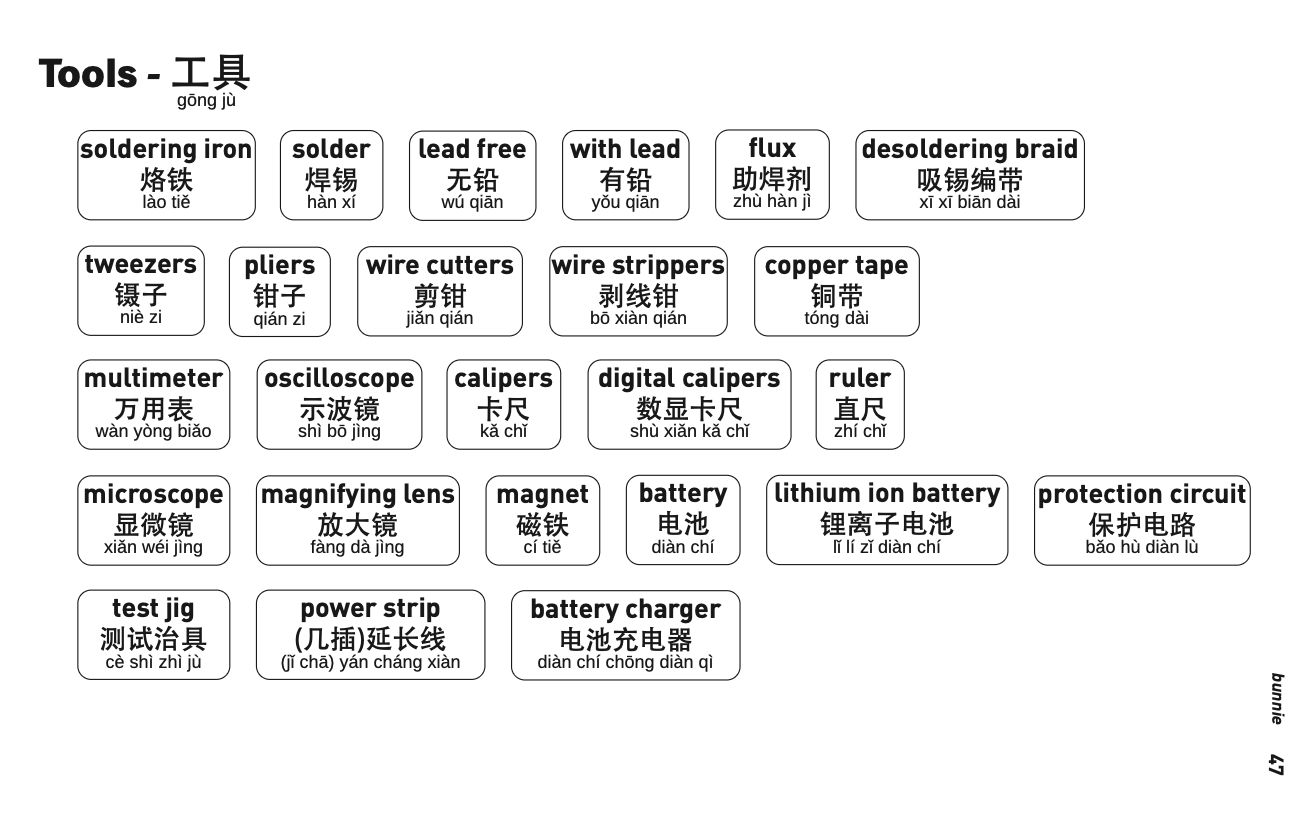 Tools - 工具
gōng jù
soldering iron
烙铁
lào tiě
solder
焊锡
hàn xí
lead free
无铅
wú qiān
with lead
有铅
yǒu qiān
flux
助焊剂
zhù hàn jì
desoldering braid
吸锡编带
xī xī biān dài
tweezers
镊子
niè zi
pliers
钳子
qián zi
wire cutters
剪钳
jiǎn qián
wire strippers
剥线钳
bō xiàn qián
copper tape
铜带
tóng dài
multimeter
万用表
wàn yòng biǎo
oscilloscope
示波镜
shì bō jìng
calipers
卡尺
kǎ chǐ
digital calipers
数显卡尺
shù xiǎn kǎ chǐ
ruler
直尺
zhí chǐ
microscope
显微镜
xiǎn wéi jìng
magnifying lens
放大镜
fàng dà jìng
magnet
磁铁
cí tiě
battery
电池
diàn chí
lithium ion battery
锂离子电池
lǐ lí zǐ diàn chí
protection circuit
保护电路
bǎo hù diàn lù
test jig
测试治具
cè shì zhì jù
power strip
(几插)延长线
(jǐ chā) yán cháng xiàn
battery charger
电池充电器
diàn chí chōng diàn qì
bunnie 47